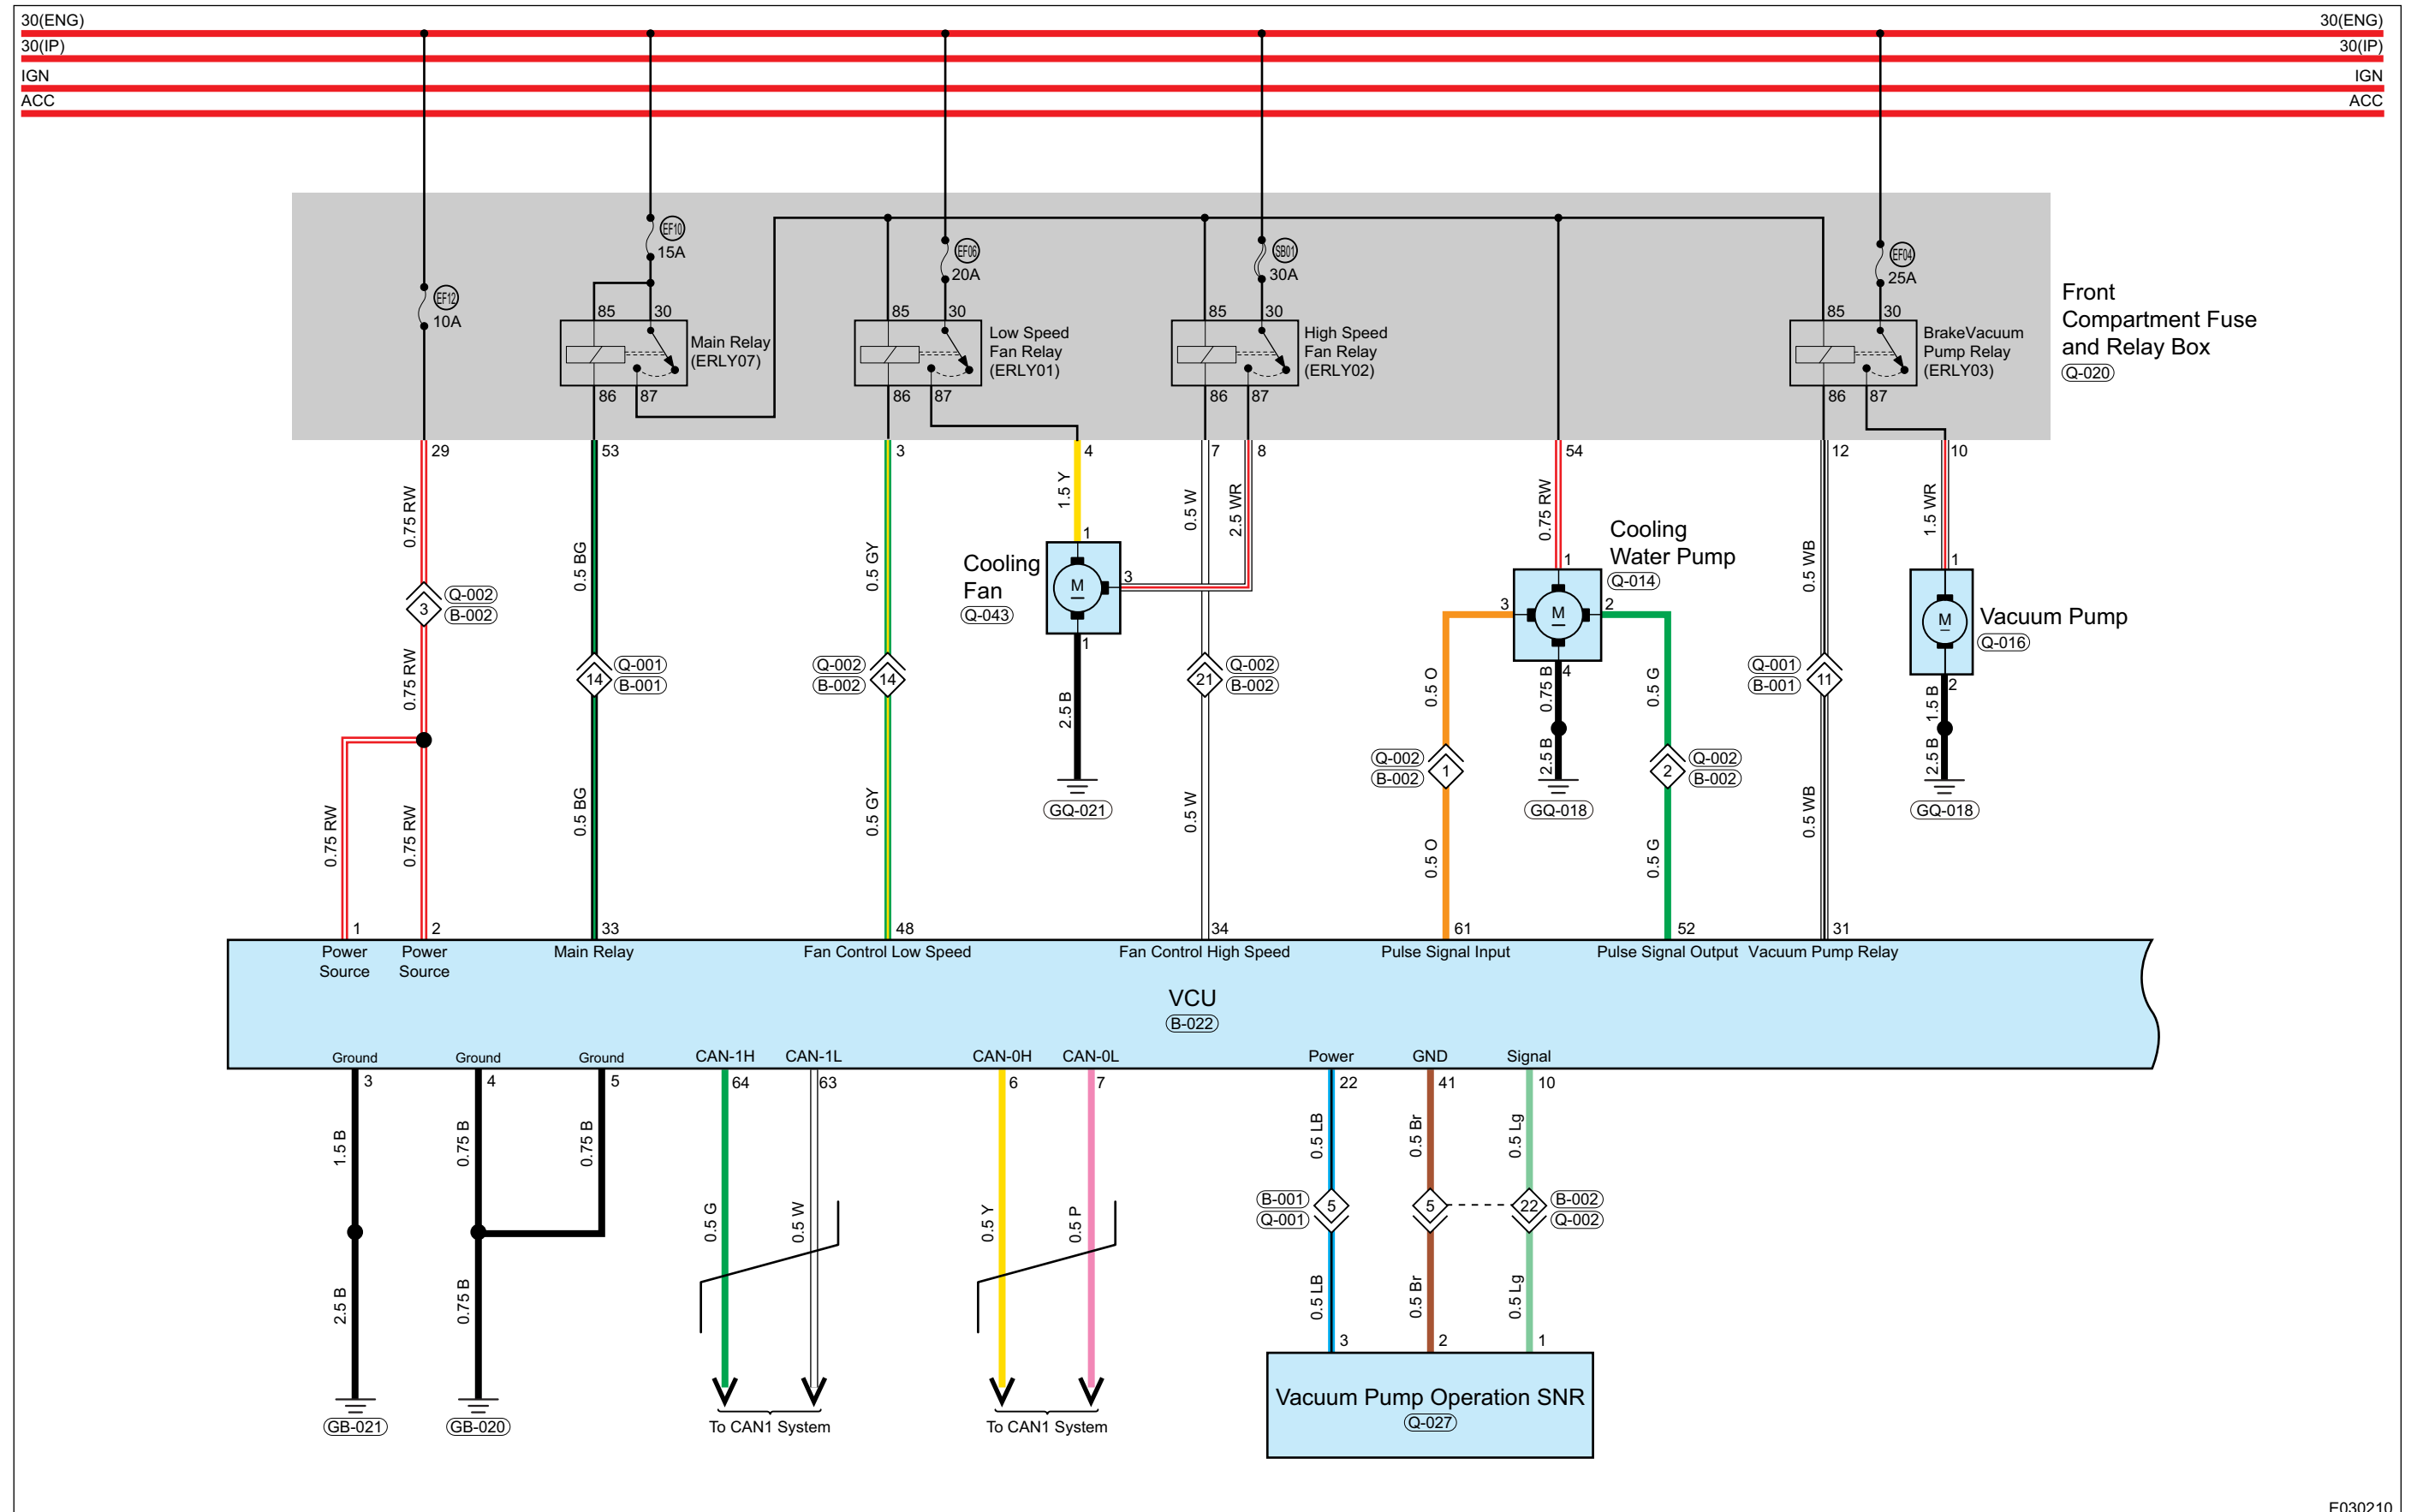 30(ENG) 30(ENG)
30(IP) 30(IP)
IGN IGN
ACC ACC
EF10
15A
EF06
20A
SB01
30A
EF04
25A
EF12
10A
85 30
85 30
85 30
85 30
Main Relay
(ERLY07)
Low Speed
Fan Relay
(ERLY01)
High Speed
Fan Relay
(ERLY02)
BrakeVacuum
Pump Relay
(ERLY03)
Front
Compartment Fuse
and Relay Box
Q-020
86 87
86 87
86 87
86 87
29 53 3 4 7 8 54 12 10
0.75 RW
0.5 BG
0.5 GY
1.5 Y
0.5 W
2.5 WR
0.75 RW
0.5 WB
1.5 WR
1
Cooling
Fan
Q-043
M
3
1
Cooling
Water Pump
Q-014
1
3 M 2
4
1
M
Vacuum Pump
Q-016
2
3
Q-002
B-002
14
Q-001
B-001
Q-002
B-002
14
21
Q-002
B-002
Q-001
B-001
11
0.75 RW
2.5 B
0.5 O
0.75 B
0.5 G
1.5 B
Q-002
B-002
1
2.5 B
2
Q-002
B-002
2.5 B
GQ-021
GQ-018
GQ-018
0.75 RW
0.75 RW
0.5 BG
0.5 GY
0.5 W
0.5 O
0.5 G
0.5 WB
1 2 33 48 34 61 52 31
Power
Source
Power
Source
Main Relay
Fan Control Low Speed
Fan Control High Speed
Pulse Signal Input
Pulse Signal Output
Vacuum Pump Relay
VCU
B-022
Ground Ground Ground CAN-1H CAN-1L CAN-0H CAN-0L Power GND Signal
3 4 5 64 63 6 7 22 41 10
1.5 B
0.75 B
0.75 B
0.5 G
0.5 W
0.5 Y
0.5 P
0.5 LB
0.5 Br
0.5 Lg
B-001
Q-001
5
5
22
B-002
Q-002
2.5 B
0.75 B
0.5 LB
0.5 Br
0.5 Lg
3 2 1
GB-021
GB-020
To CAN1 System
To CAN1 System
Vacuum Pump Operation SNR
Q-027
E030210